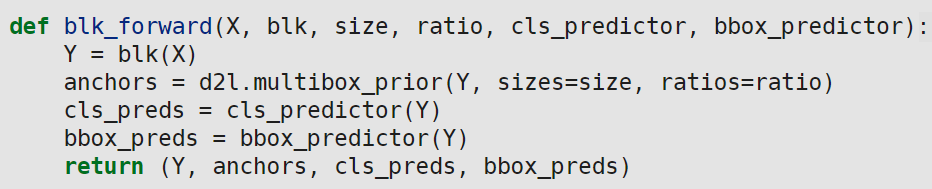 def blk_forward(X, blk, size, ratio, cls_predictor, bbox_predictor):
    Y = blk(X)
    anchors = d2l.multibox_prior(Y, sizes=size, ratios=ratio)
    cls_preds = cls_predictor(Y)
    bbox_preds = bbox_predictor(Y)
    return (Y, anchors, cls_preds, bbox_preds)